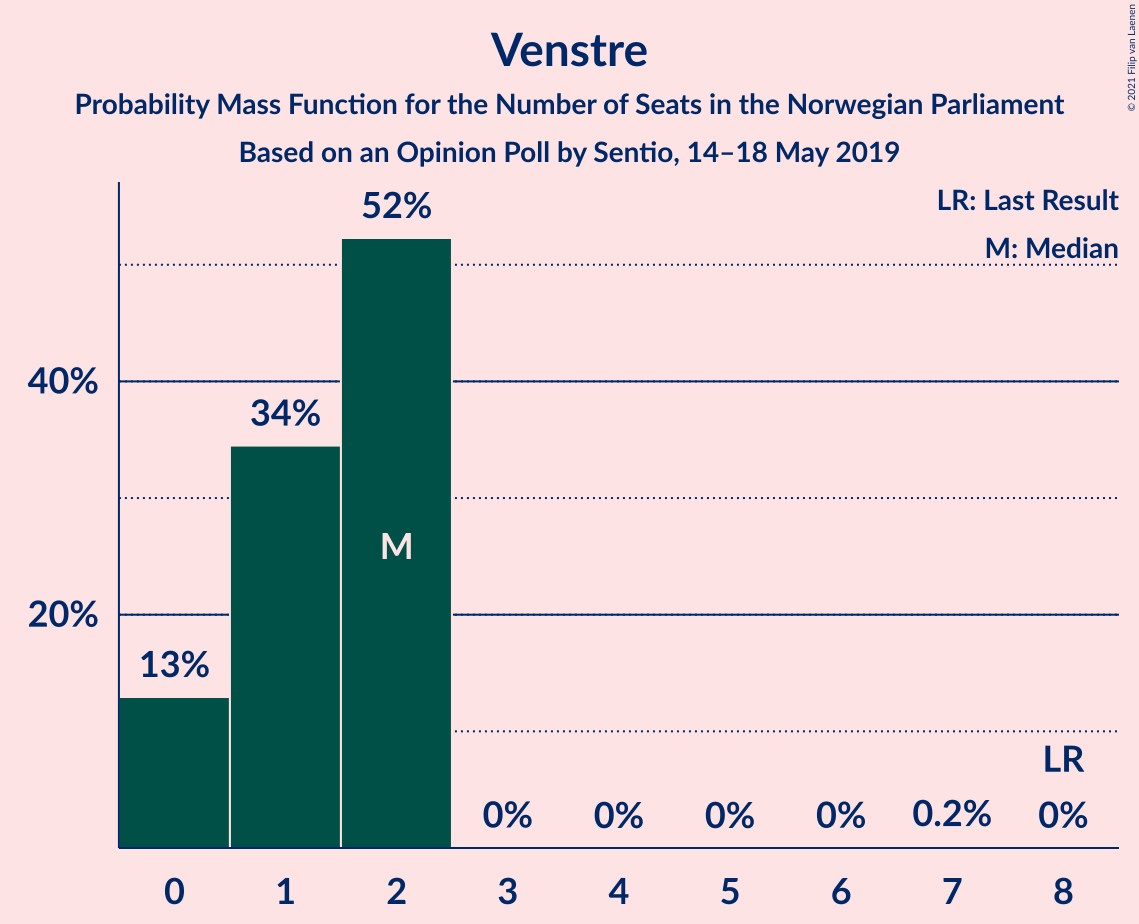 Venstre
Probability Mass Function for the Number of Seats in the Norwegian Parliament
Based on an Opinion Poll by Sentio, 14–18 May 2019
© 2021 Filip van Laenen
LR: Last Result
M: Median
52%
40%
34%
M
20%
13%
LR
0% 0% 0% 0% 0.2% 0%
0 1 2 3 4 5 6 7 8